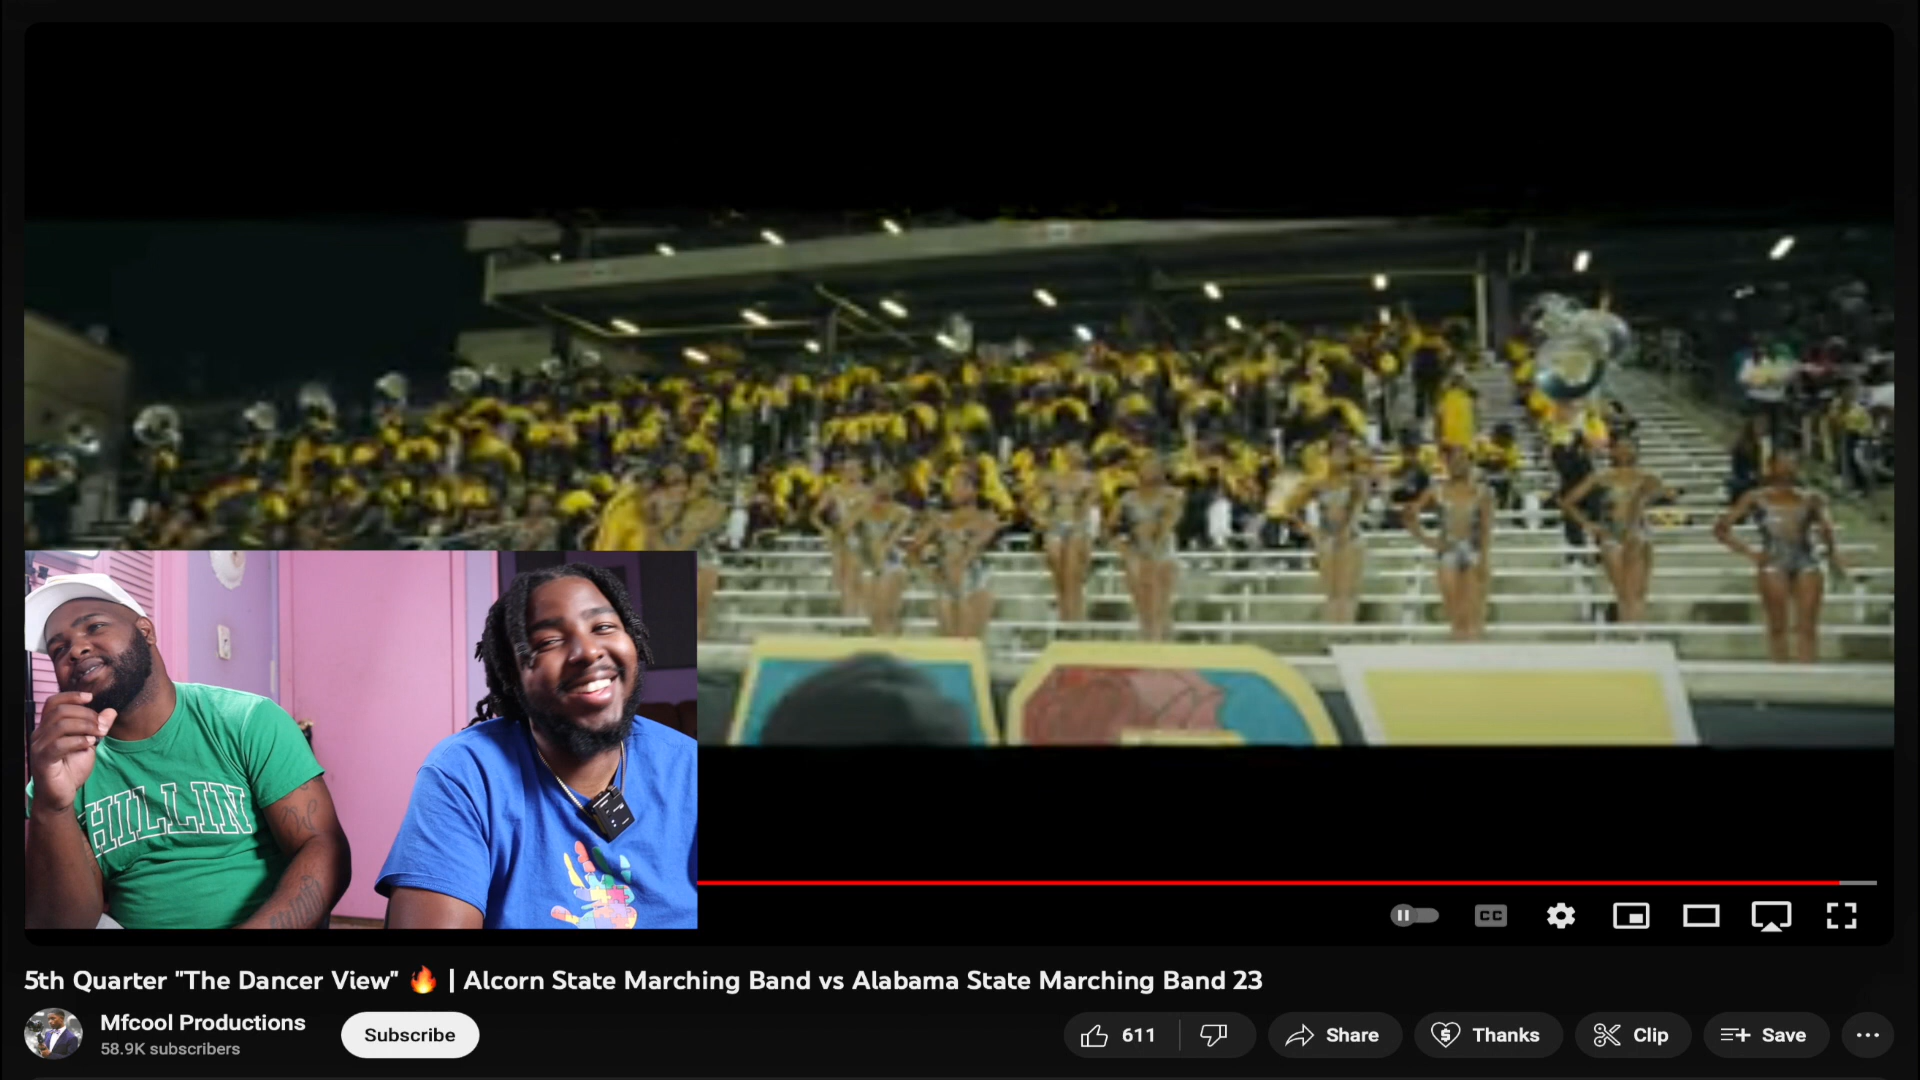 HILLIN
CC
5th Quarter "The Dancer View" 🔥 | Alcorn State Marching Band vs Alabama State Marching Band 23
Mfcool Productions
58.9K subscribers
Subscribe
611
Share
Thanks
Clip
Save